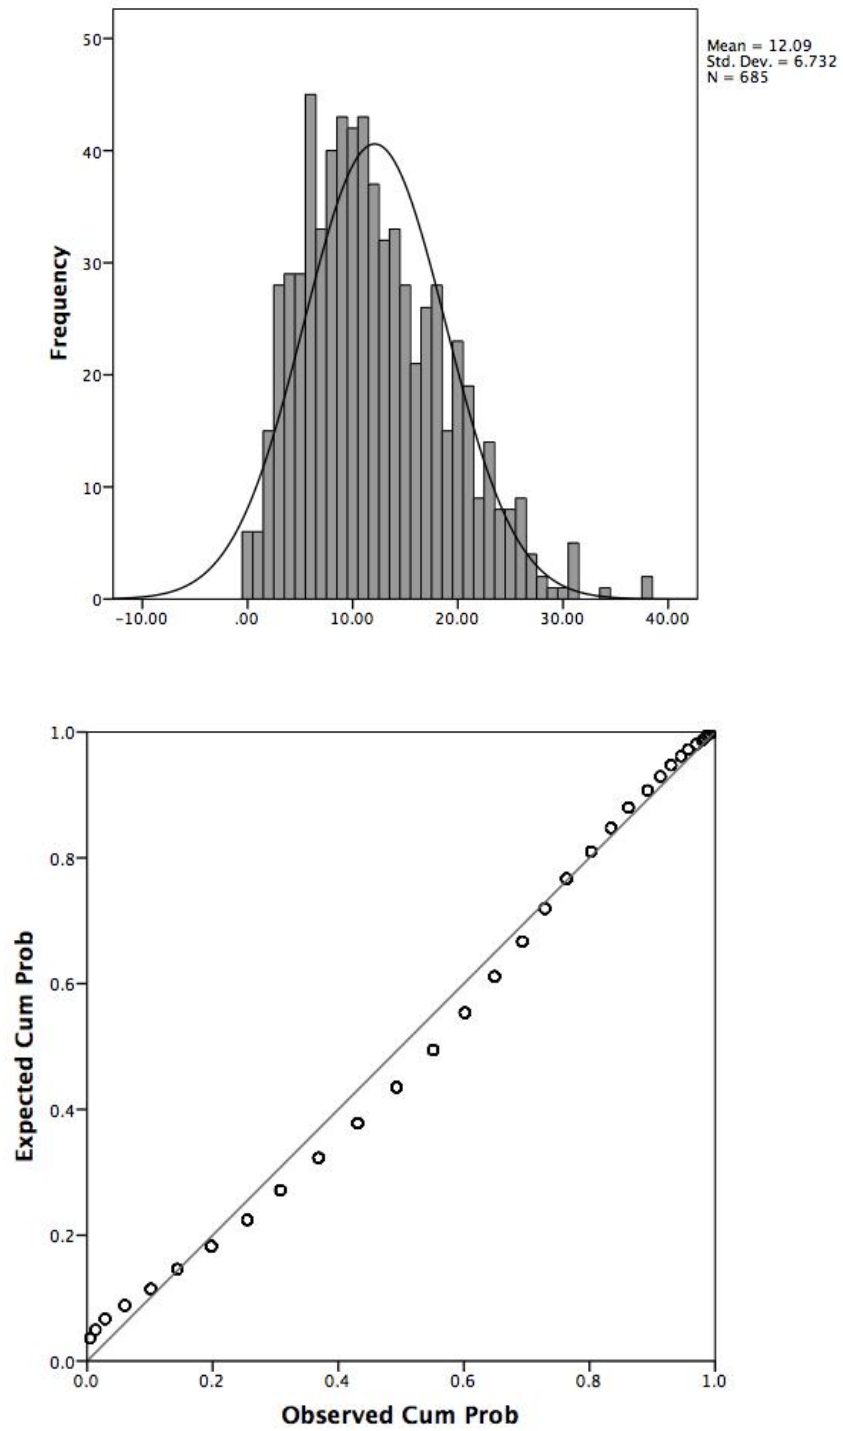 Mean = 12.09
Std. Dev. = 6.732
N = 685
50
40
30
20
10
0
Frequency
-10.00 .00 10.00 20.00 30.00 40.00
1.0
0.8
0.6
0.4
0.2
0.0
Expected Cum Prob
0.0 0.2 0.4 0.6 0.8 1.0
Observed Cum Prob